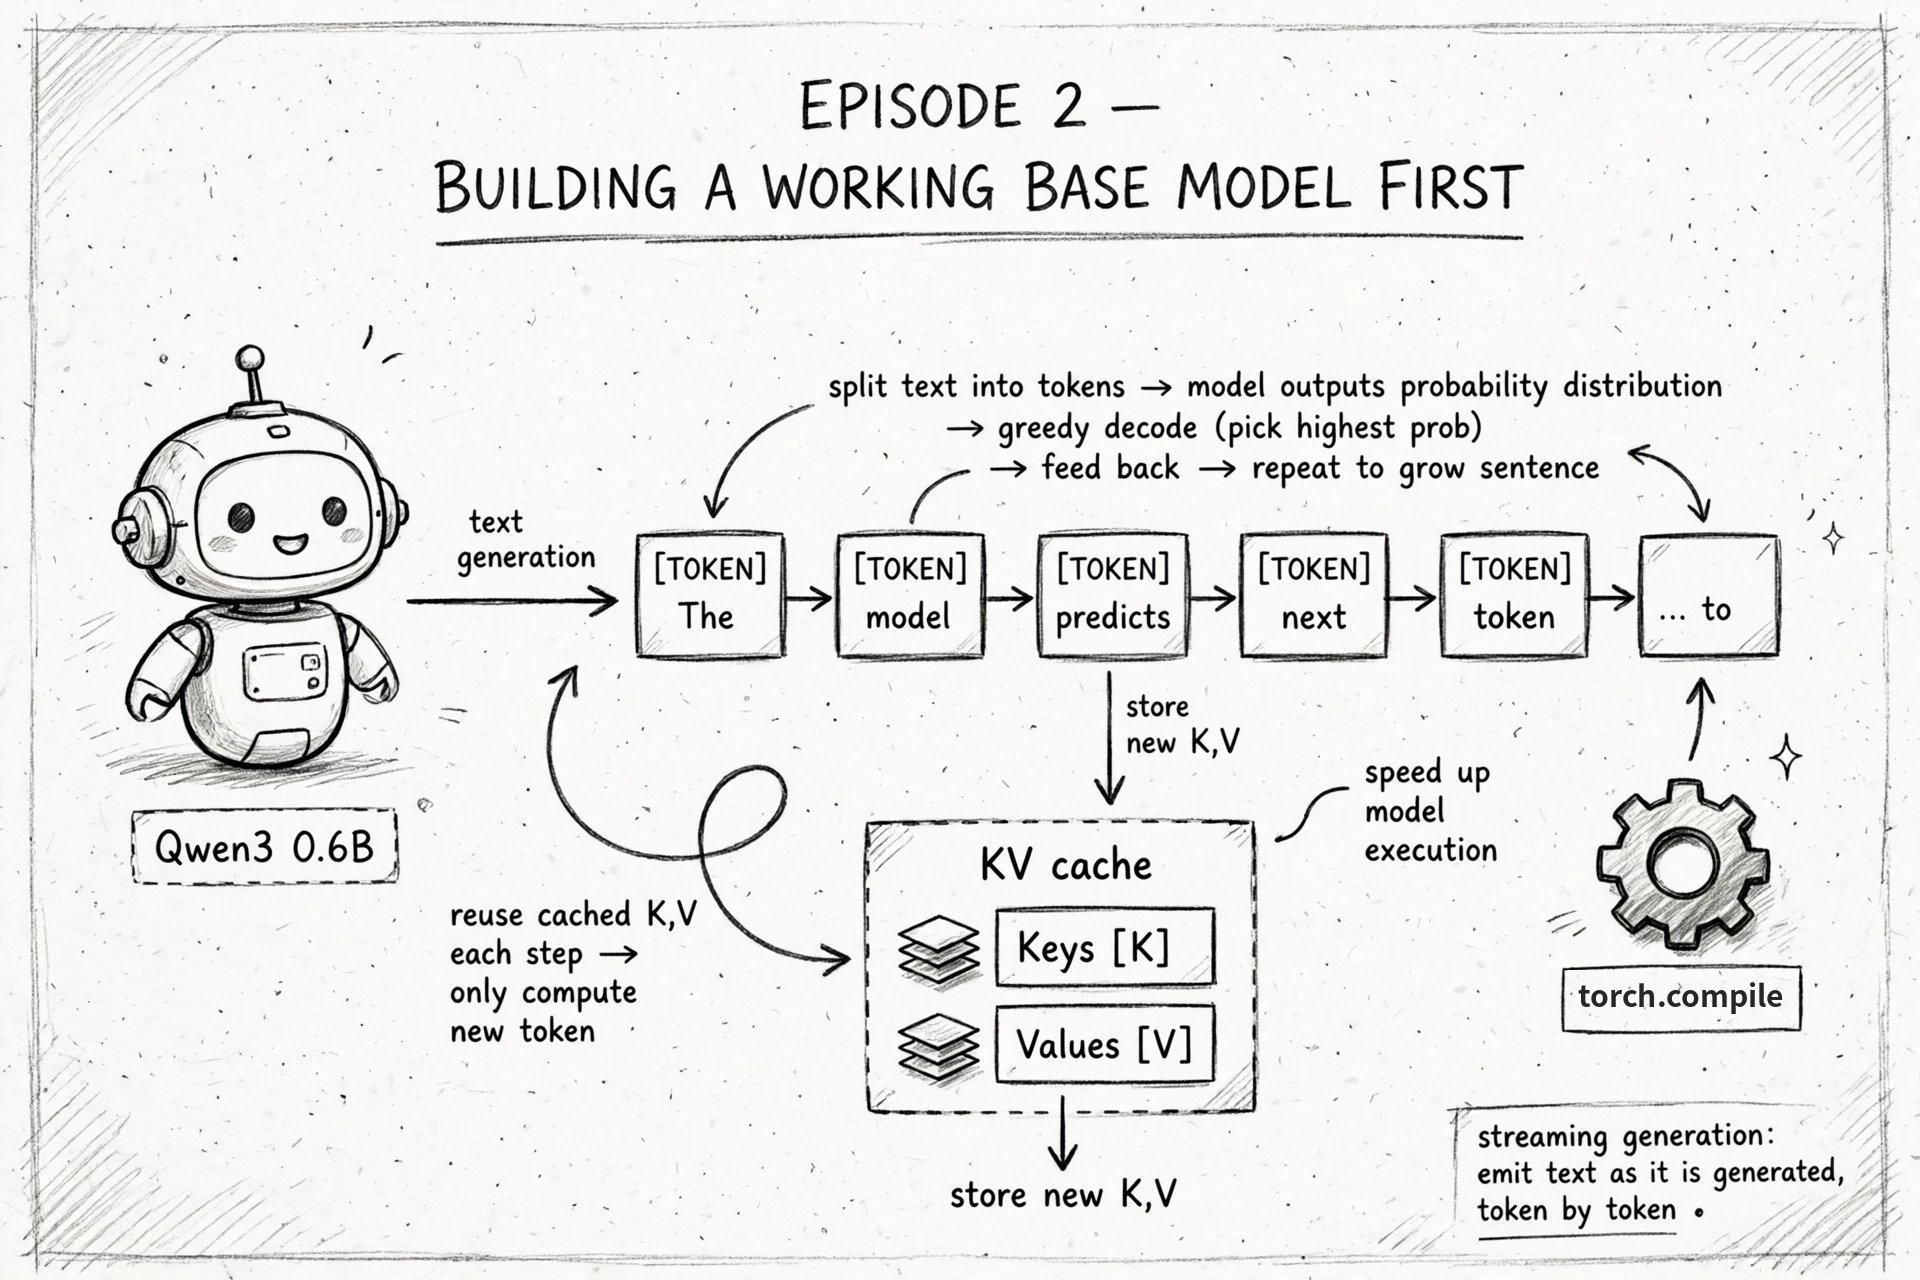 EPISODE 2 —
BUILDING A WORKING BASE MODEL FIRST
split text into tokens → model outputs probability distribution
→ greedy decode (pick highest prob)
→ feed back → repeat to grow sentence
text
generation
[TOKEN]
The
[TOKEN]
model
[TOKEN]
predicts
[TOKEN]
next
[TOKEN]
token
... to
Qwen3 0.6B
store
new K,V
speed up
model
execution
reuse cached K,V
each step →
only compute
new token
KV cache
Keys [K]
Values [V]
store new K,V
torch.compile
streaming generation:
emit text as it is generated,
token by token •